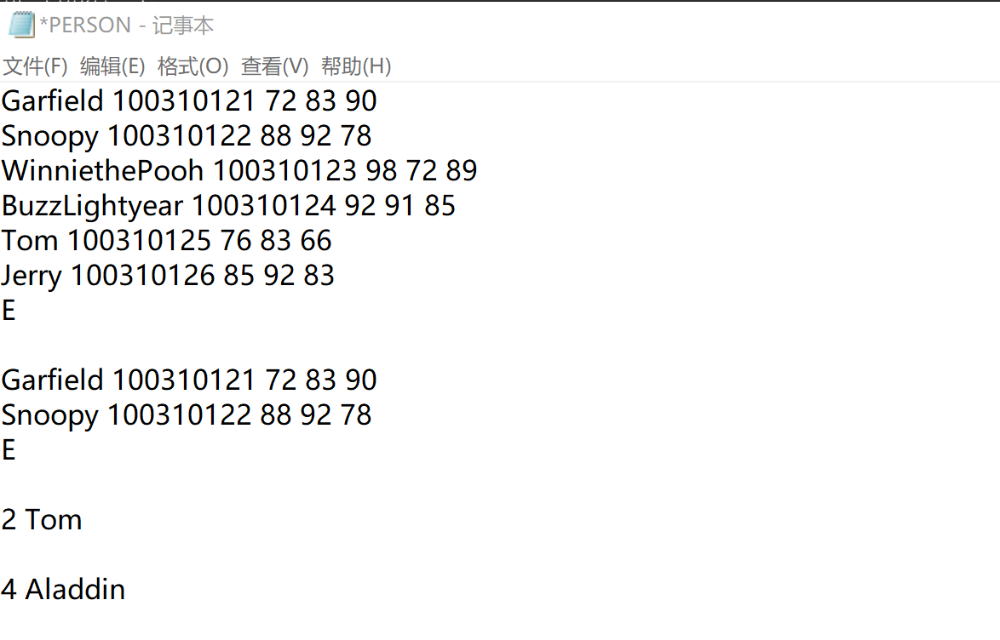 *PERSON - 记事本
文件(F) 编辑(E) 格式(O) 查看(V) 帮助(H)
Garfield 100310121 72 83 90
Snoopy 100310122 88 92 78
WinniethePooh 100310123 98 72 89
BuzzLightyear 100310124 92 91 85
Tom 100310125 76 83 66
Jerry 100310126 85 92 83
E
Garfield 100310121 72 83 90
Snoopy 100310122 88 92 78
E
2 Tom
4 Aladdin